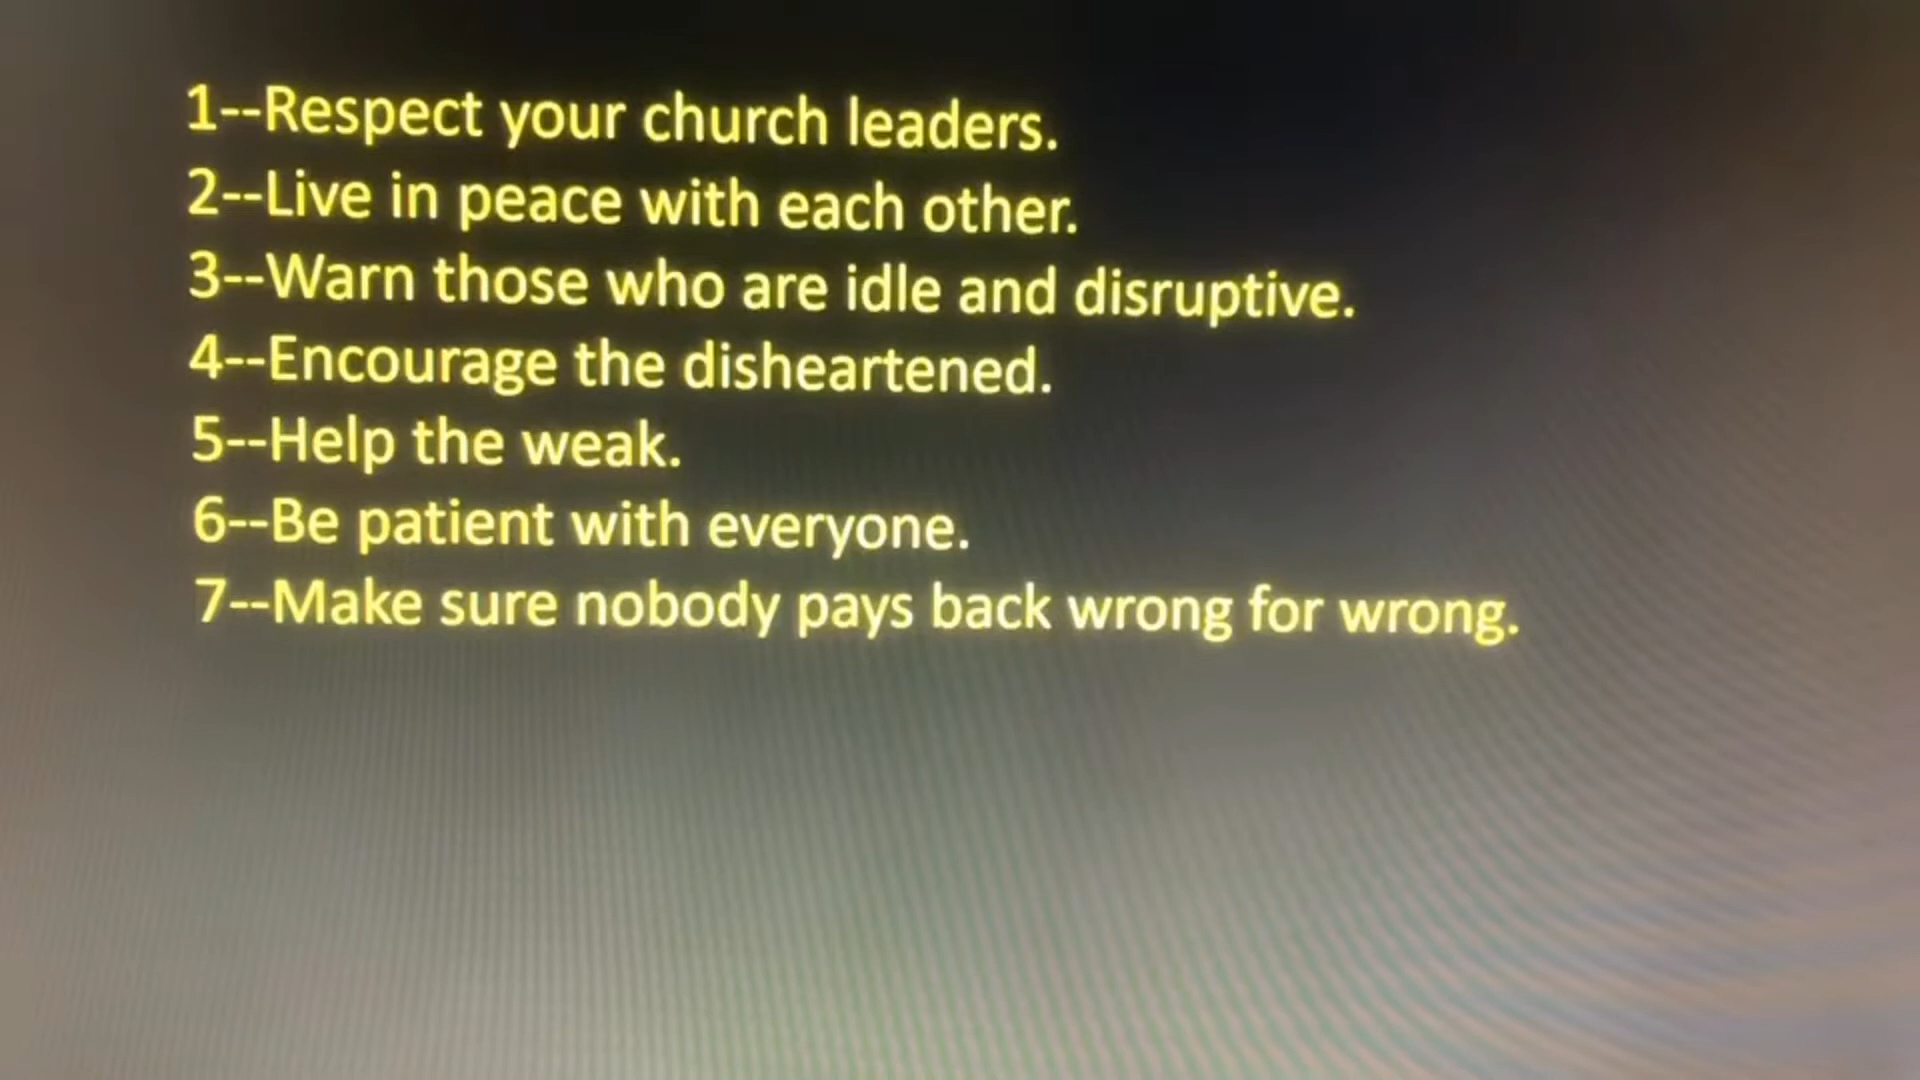 1--Respect your church leaders.
2--Live in peace with each other.
3--Warn those who are idle and disruptive.
4--Encourage the disheartened.
5--Help the weak.
6--Be patient with everyone.
7--Make sure nobody pays back wrong for wrong.